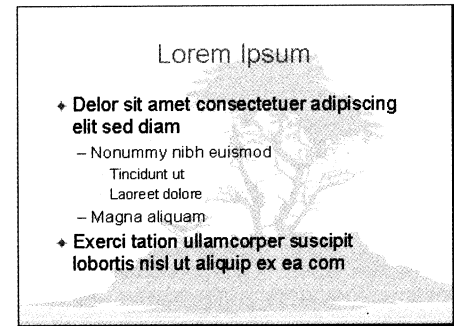 Lorem Ipsum
Delor sit amet consectetuer adipiscing
elit sed diam
– Nonummy nibh euismod
Tincidunt ut
Laoreet dolore
– Magna aliquam
Exerci tation ullamcorper suscipit
lobortis nisl ut aliquip ex ea com